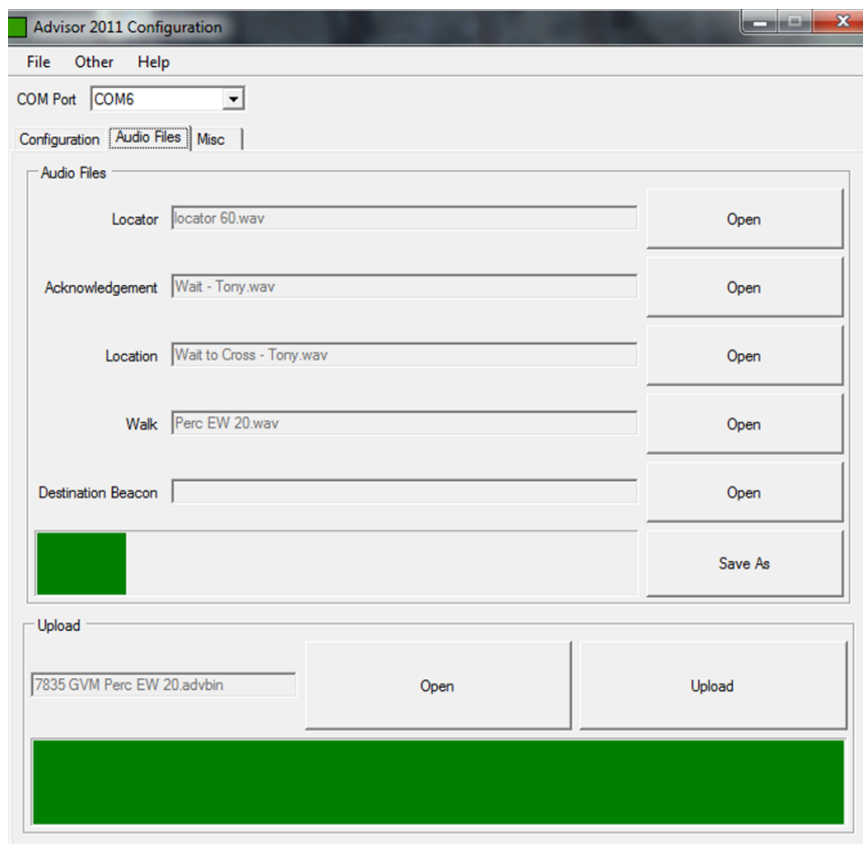 Advisor 2011 Configuration
File Other Help
COM Port COM6
Configuration Audio Files Misc
Audio Files
Locator locator 60.wav Open
Acknowledgement Wait - Tony.wav Open
Location Wait to Cross - Tony.wav Open
Walk Perc EW 20.wav Open
Destination Beacon Open
Save As
Upload
7835 GVM Perc EW 20.advbin Open Upload